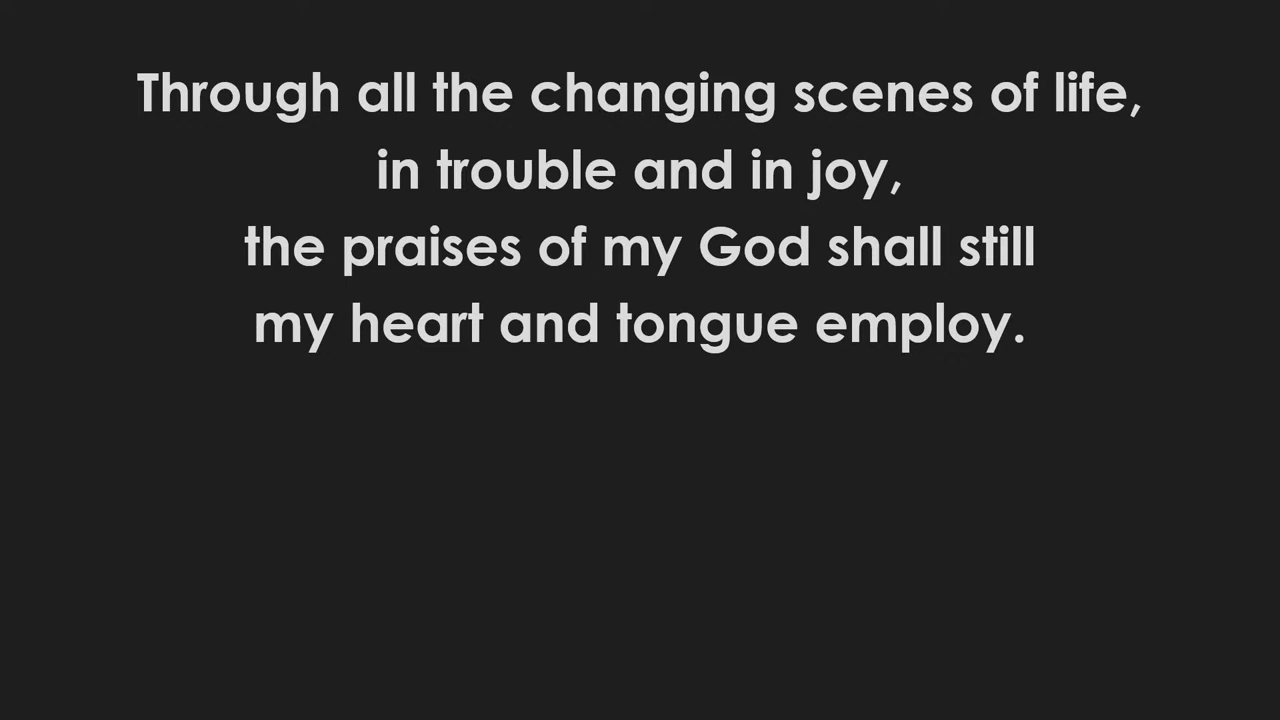 Through all the changing scenes of life,
in trouble and in joy,
the praises of my God shall still
my heart and tongue employ.